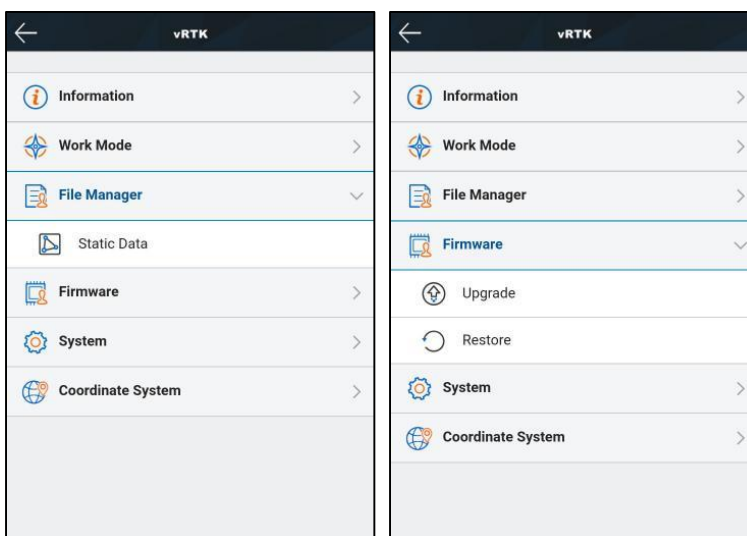 vRTK
Information
Work Mode
File Manager
Static Data
Firmware
System
Coordinate System
vRTK
Information
Work Mode
File Manager
Firmware
Upgrade
Restore
System
Coordinate System